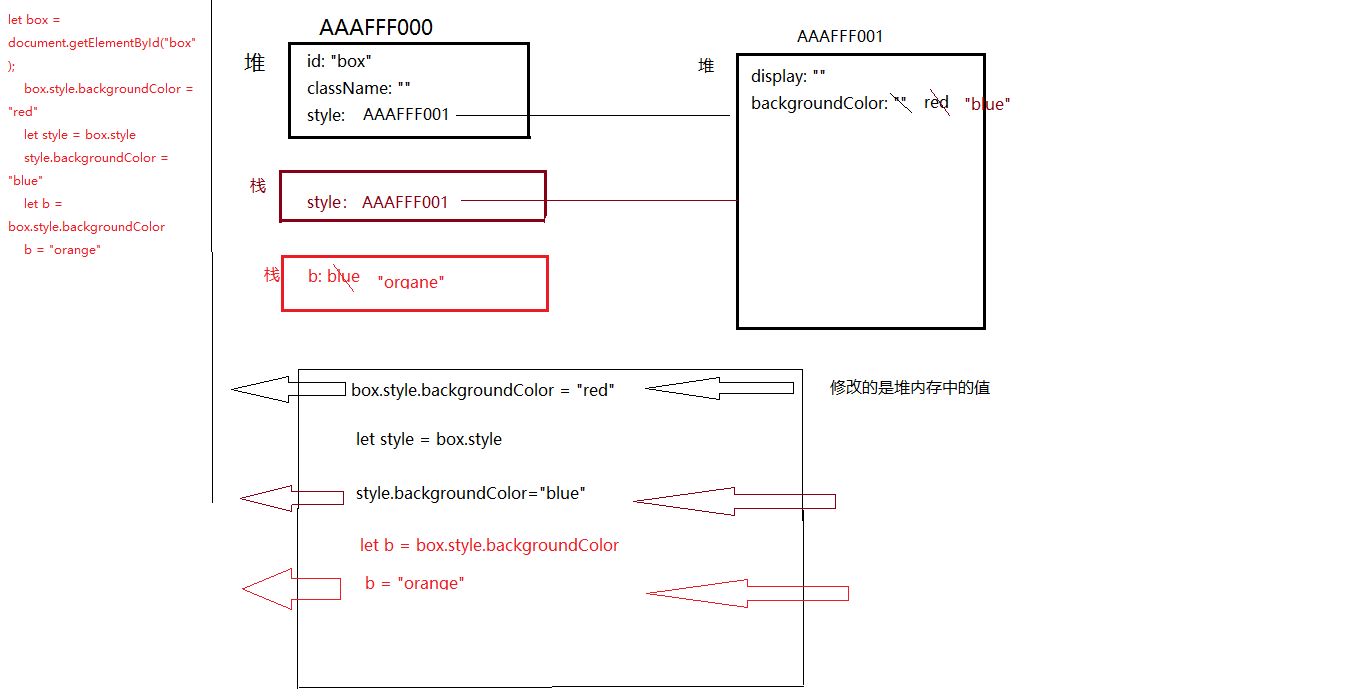 let box =
document.getElementById("box"
);
box.style.backgroundColor =
"red"
let style = box.style
style.backgroundColor =
"blue"
let b =
box.style.backgroundColor
b = "orange"
AAAFFF000
堆
id: "box"
className: ""
style: AAAFFF001
AAAFFF001
堆
display: ""
backgroundColor: "" red "blue"
栈
style: AAAFFF001
栈
b: blue "organe"
box.style.backgroundColor = "red"
修改的是堆内存中的值
let style = box.style
style.backgroundColor="blue"
let b = box.style.backgroundColor
b = "orange"